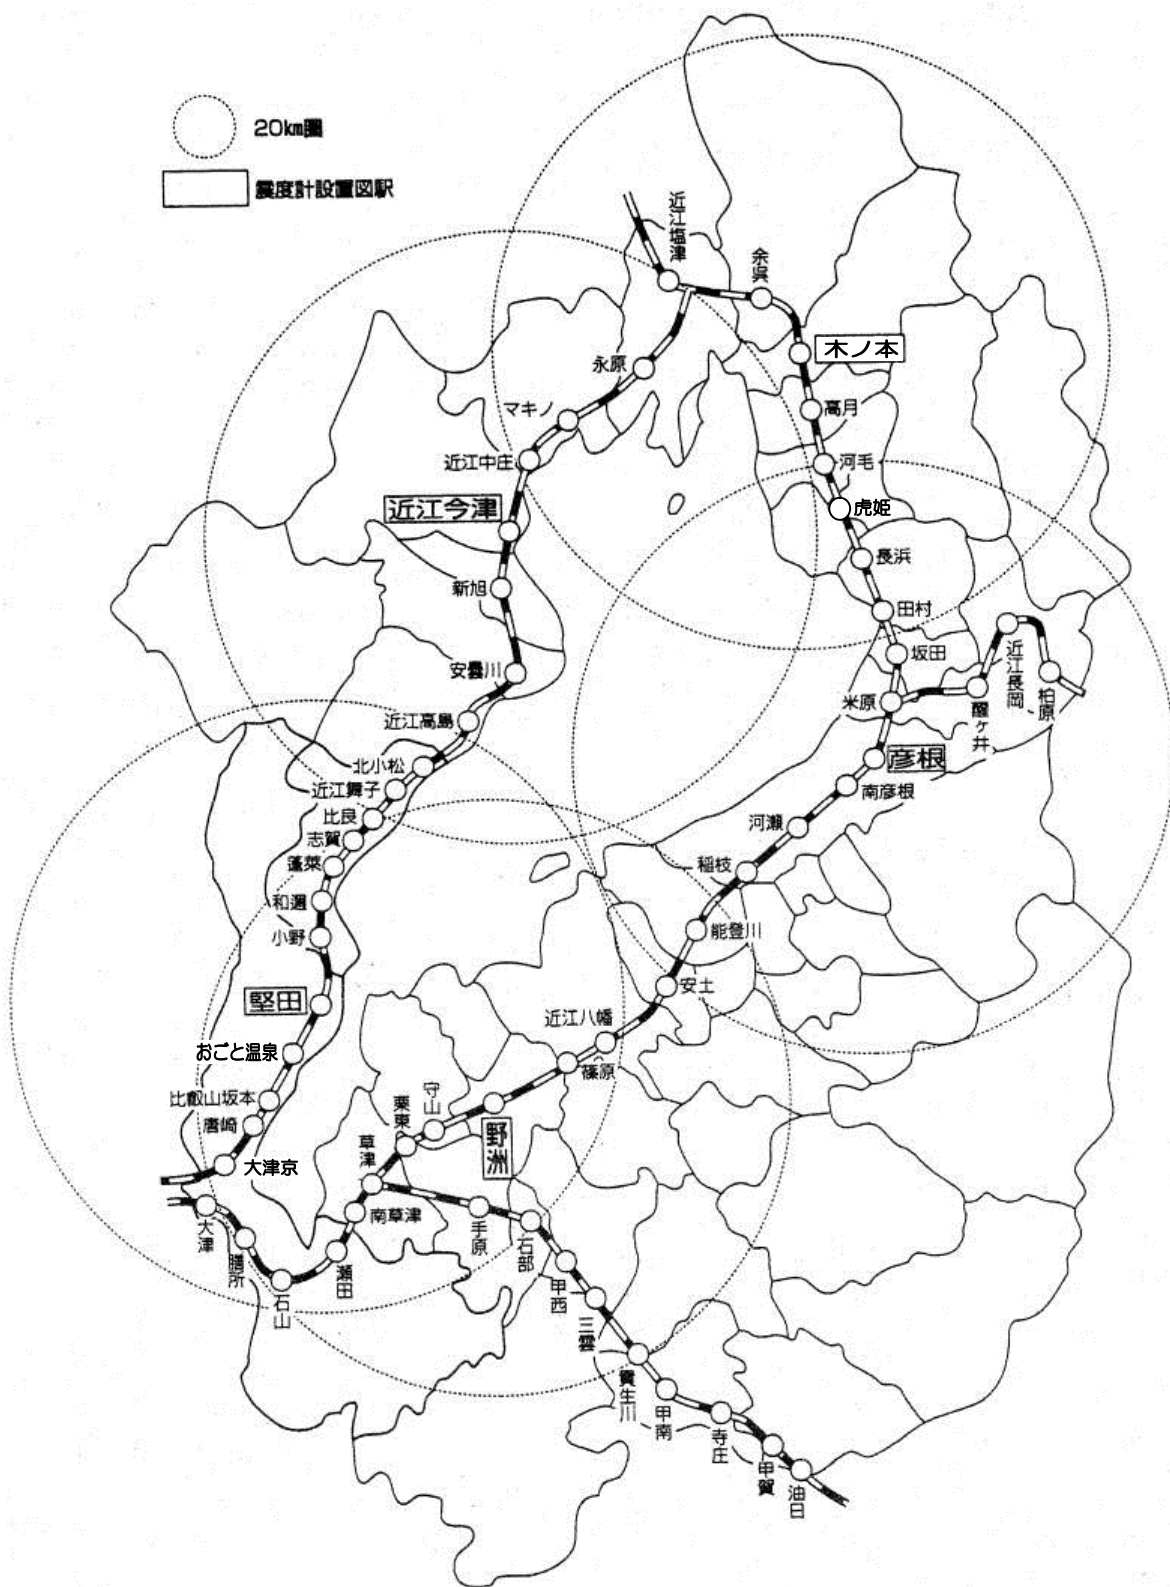 20km圏
震度計設置図駅
近江塩津
余呉
木ノ本
永原
高月
マキノ
河毛
近江中庄
虎姫
近江今津
長浜
新旭
田村
坂田
安曇川
近江長岡
柏原
米原
醒ヶ井
近江高島
彦根
北小松
南彦根
近江舞子
比良
河瀬
志賀
蓬莱
稲枝
和邇
能登川
小野
安土
堅田
近江八幡
おごと温泉
篠原
比叡山坂本
守山
栗東
唐崎
野洲
草津
大津京
南草津
手原
石部
大津
膳所
瀬田
石山
甲西
三雲
貴生川
甲南
寺庄
甲賀
油日